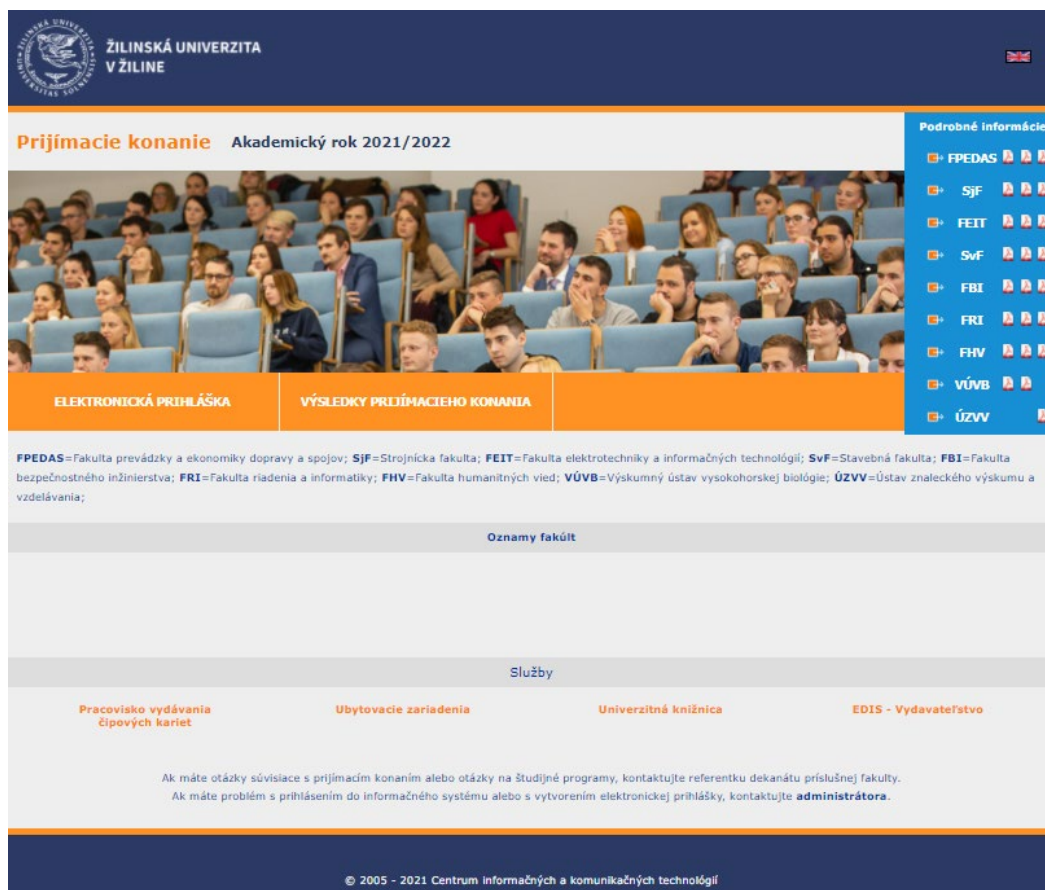 ŽILINSKÁ UNIVERZITA
V ŽILINE
Prijímacie konanie Akademický rok 2021/2022
Podrobné informácie
FPEDAS
SjF
FEIT
SvF
FBI
FRI
FHV
VÚVB
ÚZVV
ELEKTRONICKÁ PRIHLÁŠKA VÝSLEDKY PRIJÍMACIEHO KONANIA
FPEDAS=Fakulta prevádzky a ekonomiky dopravy a spojov; SjF=Strojnícka fakulta; FEIT=Fakulta elektrotechniky a informačných technológií; SvF=Stavebná fakulta; FBI=Fakulta
bezpečnostného inžinierstva; FRI=Fakulta riadenia a informatiky; FHV=Fakulta humanitných vied; VÚVB=Výskumný ústav vysokohorskej biológie; ÚZVV=Ústav znaleckého výskumu a
vzdelávania;
Oznamy fakúlt
Služby
Pracovisko vydávania
čipových kariet
Ubytovacie zariadenia
Univerzitná knižnica
EDIS - Vydavateľstvo
Ak máte otázky súvisiace s prijímacím konaním alebo otázky na študijné programy, kontaktujte referentku dekanátu príslušnej fakulty.
Ak máte problém s prihlásením do informačného systému alebo s vytvorením elektronickej prihlášky, kontaktujte administrátora.
© 2005 - 2021 Centrum informačných a komunikačných technológií